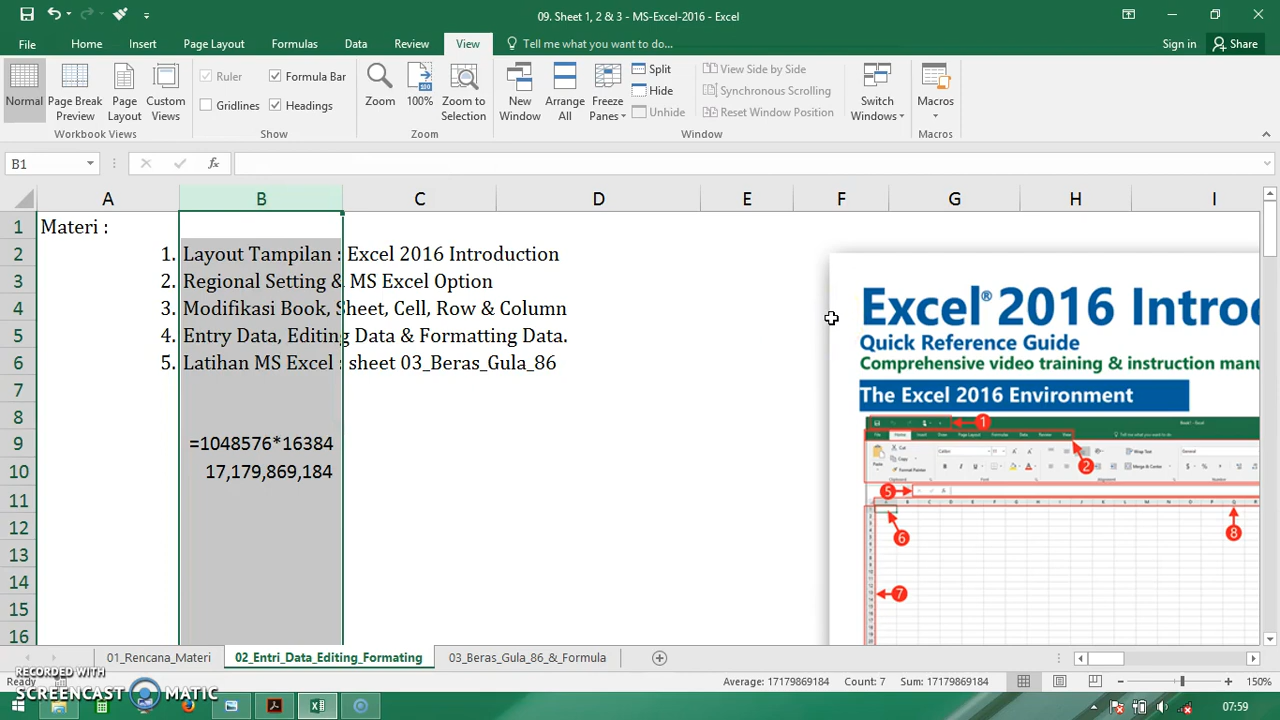 09. Sheet 1, 2 & 3 - MS-Excel-2016 - Excel
File Home Insert Page Layout Formulas Data Review View Tell me what you want to do... Sign in Share
Normal
Page Break Preview
Page Layout
Custom Views
Workbook Views
Ruler
Formula Bar
Gridlines
Headings
Show
Zoom
100%
Zoom to Selection
Zoom
New Window
Arrange All
Freeze Panes
Split
Hide
Unhide
View Side by Side
Synchronous Scrolling
Reset Window Position
Window
Switch Windows
Macros
Macros
B1
fx
A B C D E F G H I
1 Materi :
2 1. Layout Tampilan : Excel 2016 Introduction
3 2. Regional Setting & MS Excel Option
4 3. Modifikasi Book, Sheet, Cell, Row & Column
5 4. Entry Data, Editing Data & Formatting Data.
6 5. Latihan MS Excel : sheet 03_Beras_Gula_86
7
8
9 =1048576*16384
10 17,179,869,184
11
12
13
14
15
16
Excel® 2016 Intro
Quick Reference Guide
Comprehensive video training & instruction manu
The Excel 2016 Environment
1
2
5
6
7
8
01_Rencana_Materi 02_Entri_Data_Editing_Formating 03_Beras_Gula_86_&_Formula
Ready
Average: 17179869184 Count: 7 Sum: 17179869184 150%
RECORDED WITH
SCREENCAST MATIC
07:59